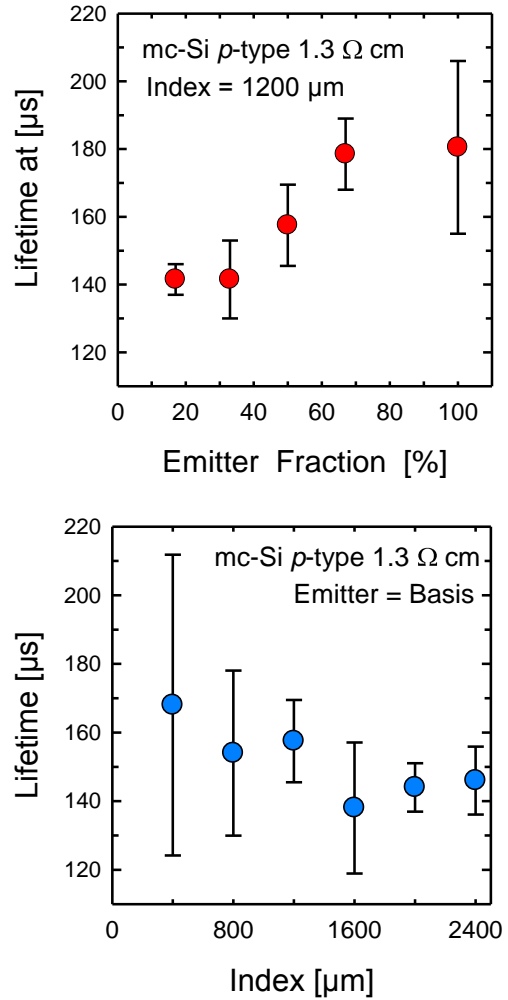 220
200
180
160
140
120
Lifetime at [μs]
mc-Si p-type 1.3 Ω cm
Index = 1200 μm
0 20 40 60 80 100
Emitter Fraction [%]
220
200
180
160
140
120
Lifetime [μs]
mc-Si p-type 1.3 Ω cm
Emitter = Basis
0 800 1600 2400
Index [μm]